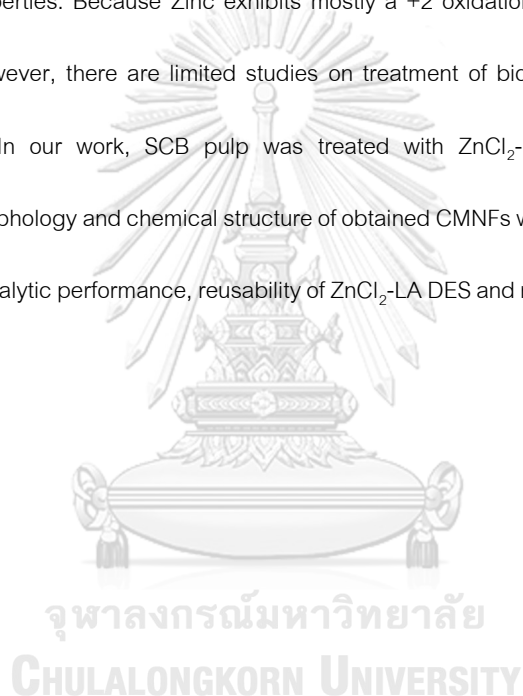 perties. Because Zinc exhibits mostly a +2 oxidation
wever, there are limited studies on treatment of bio
In our work, SCB pulp was treated with ZnCl₂-
phology and chemical structure of obtained CMNFs w
alytic performance, reusability of ZnCl₂-LA DES and r
จุฬาลงกรณ์มหาวิทยาลัย
CHULALONGKORN UNIVERSITY